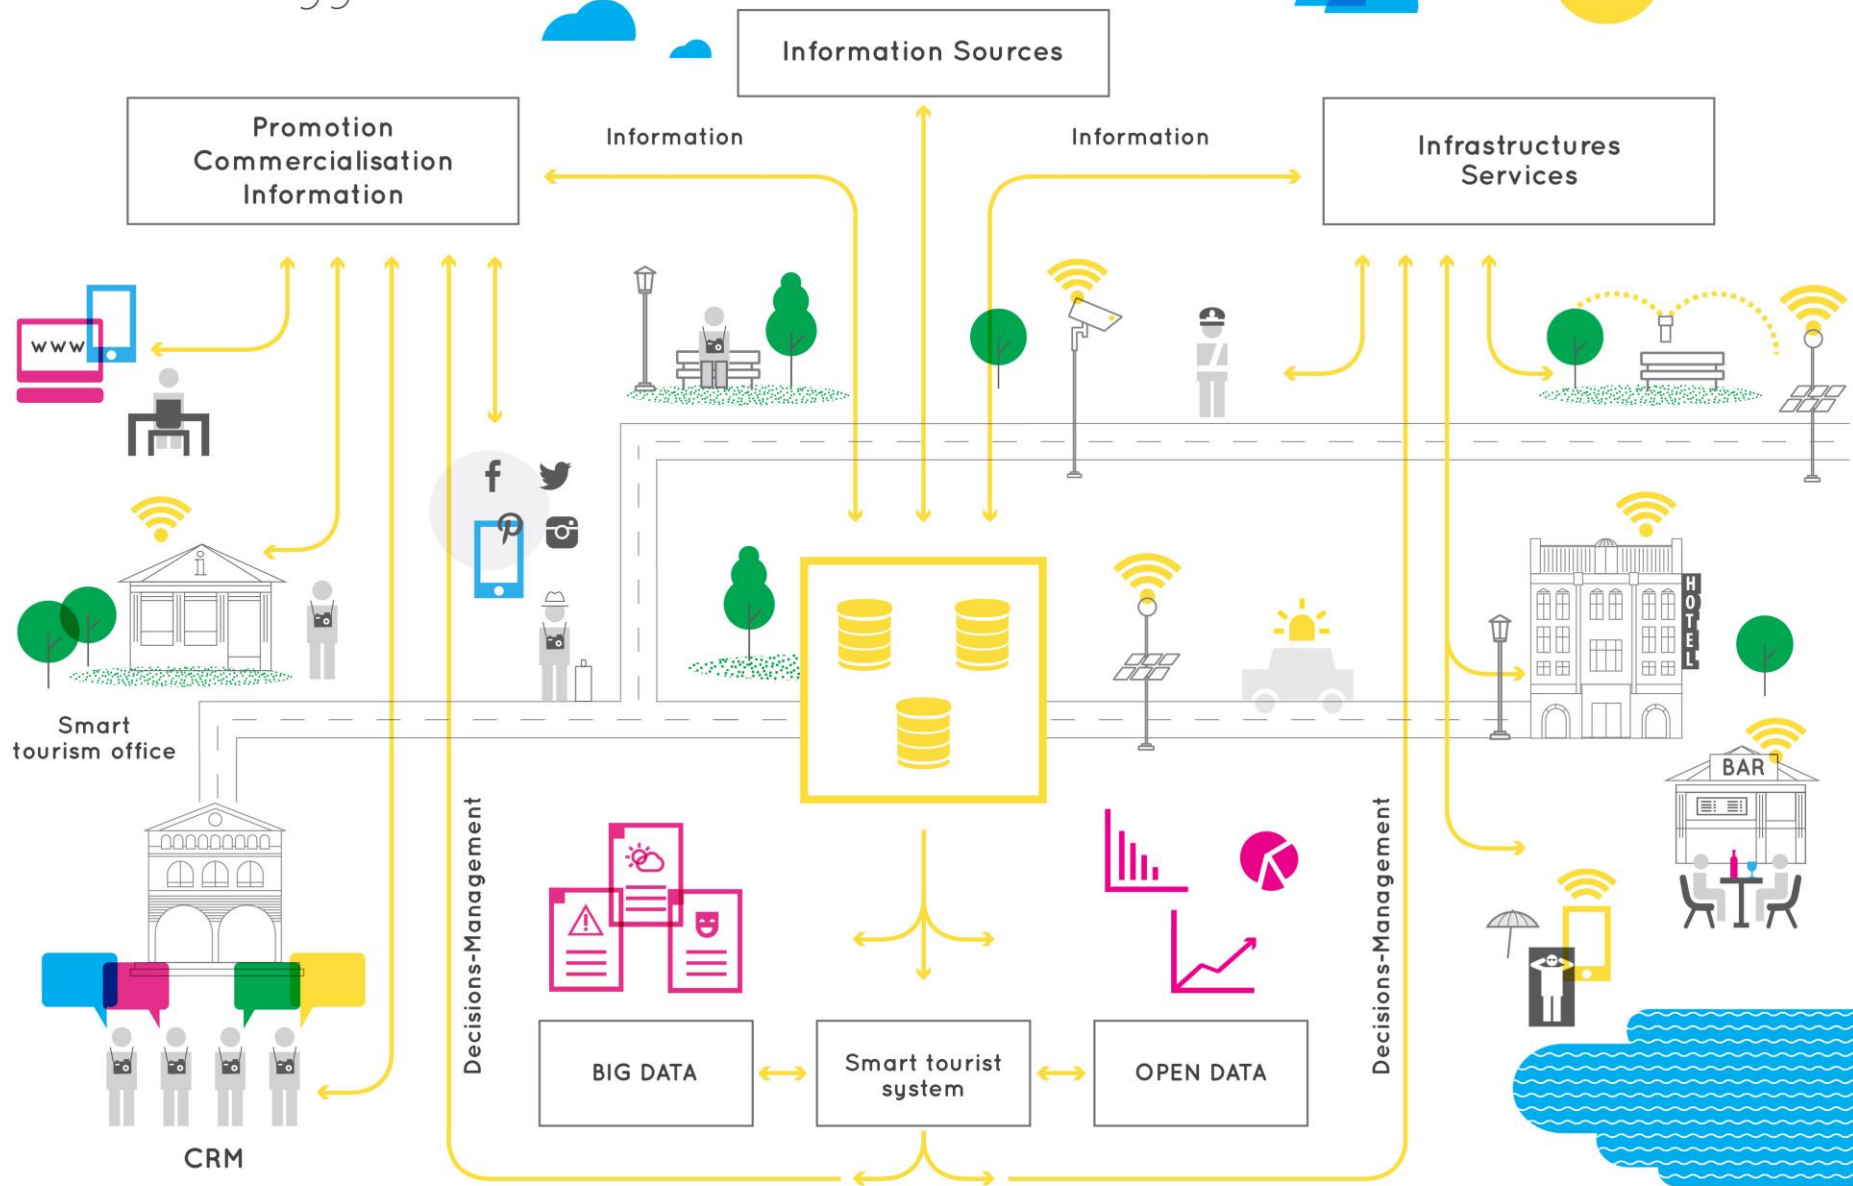 Information Sources
Promotion
Commercialisation
Information
Information
Information
Infrastructures
Services
www
i
Smart
tourism office
HOTEL
BAR
Decisions-Management
Decisions-Management
BIG DATA
Smart tourist
system
OPEN DATA
CRM